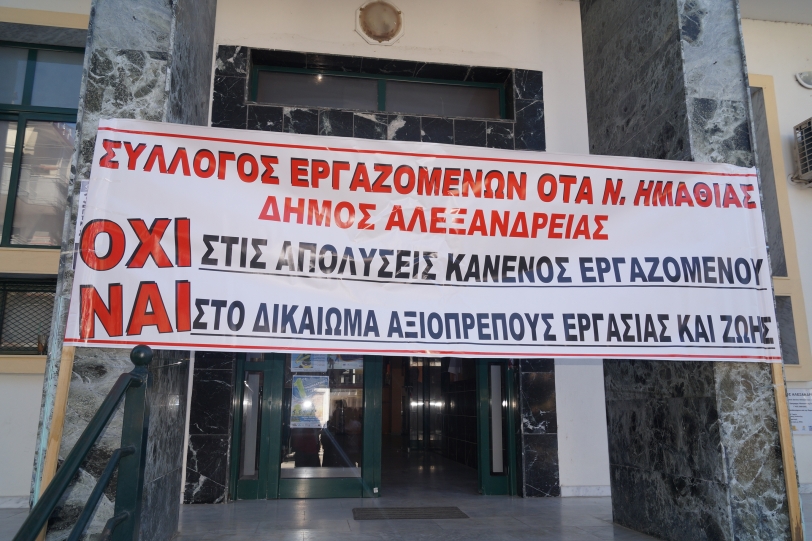 ΣΥΛΛΟΓΟΣ ΕΡΓΑΖΟΜΕΝΩΝ ΟΤΑ Ν. ΗΜΑΘΙΑΣ
ΔΗΜΟΣ ΑΛΕΞΑΝΔΡΕΙΑΣ
ΟΧΙ ΣΤΙΣ ΑΠΟΛΥΣΕΙΣ ΚΑΝΕΝΟΣ ΕΡΓΑΖΟΜΕΝΟΥ
ΝΑΙ ΣΤΟ ΔΙΚΑΙΩΜΑ ΑΞΙΟΠΡΕΠΟΥΣ ΕΡΓΑΣΙΑΣ ΚΑΙ ΖΩΗΣ